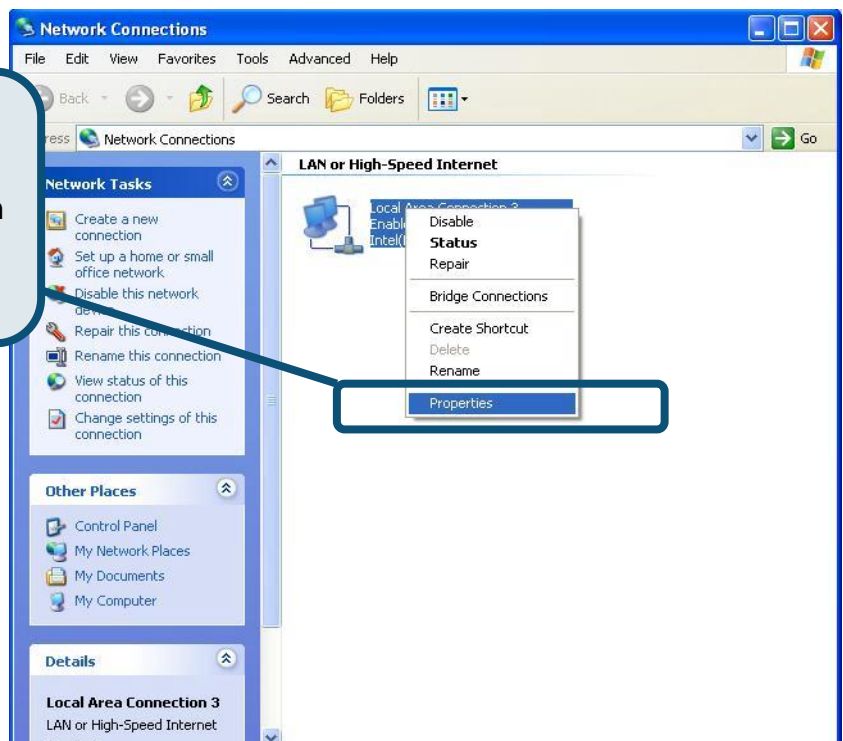 Network Connections
File Edit View Favorites Tools Advanced Help
Back Search Folders
Network Connections Go
Network Tasks
Create a new
connection
Set up a home or small
office network
Disable this network
Repair this connection
Rename this connection
View status of this
connection
Change settings of this
connection
Other Places
Control Panel
My Network Places
My Documents
My Computer
Details
Local Area Connection 3
LAN or High-Speed Internet
LAN or High-Speed Internet
Local Area Connection 3
Disable
Status
Repair
Bridge Connections
Create Shortcut
Delete
Rename
Properties